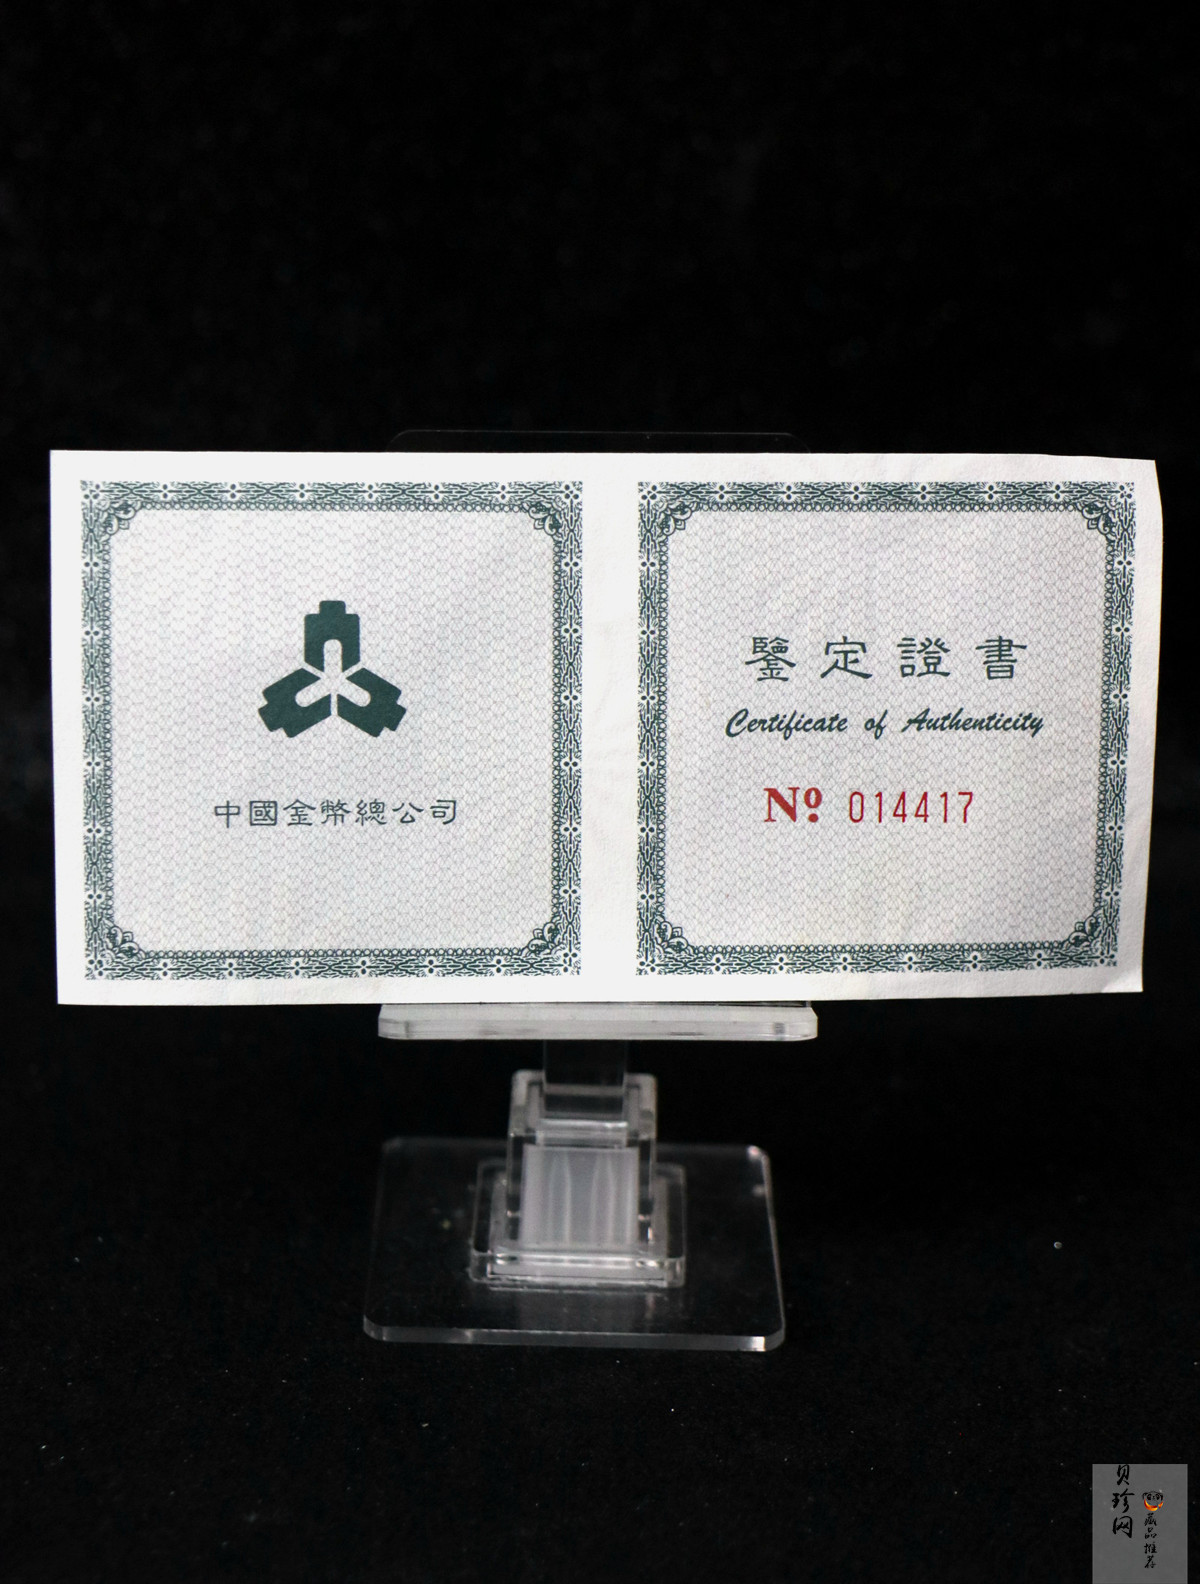 中國金幣總公司
鑒定證書
Certificate of Authenticity
Nº 014417
贝珍网
藏品推荐